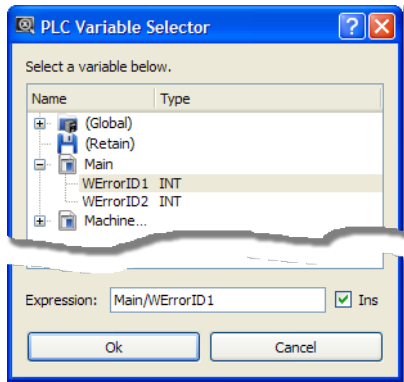 PLC Variable Selector
Select a variable below.
Name Type
(Global)
(Retain)
Main
WErrorID1 INT
WErrorID2 INT
Machine...
Expression: Main/WErrorID1 Ins
Ok Cancel